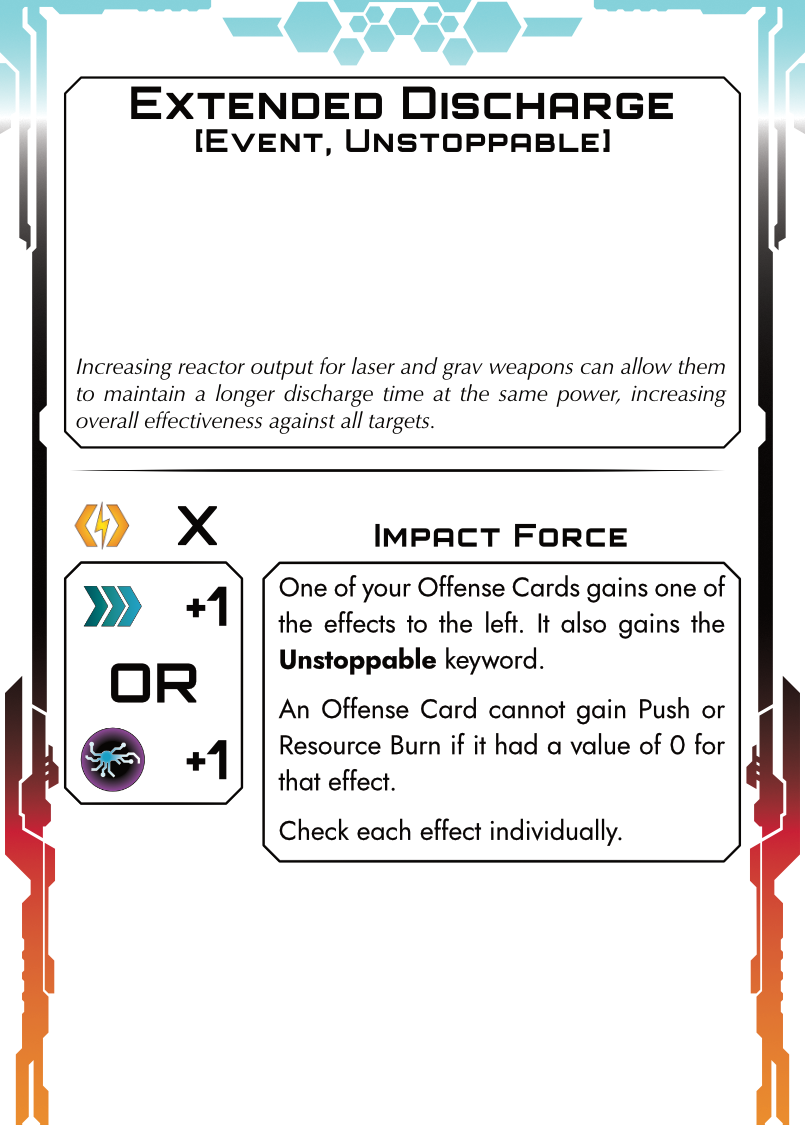 Extended Discharge
[Event, Unstoppable]
Increasing reactor output for laser and grav weapons can allow them
to maintain a longer discharge time at the same power, increasing
overall effectiveness against all targets.
X
+1
OR
+1
Impact Force
One of your Offense Cards gains one of
the effects to the left. It also gains the
Unstoppable keyword.
An Offense Card cannot gain Push or
Resource Burn if it had a value of 0 for
that effect.
Check each effect individually.